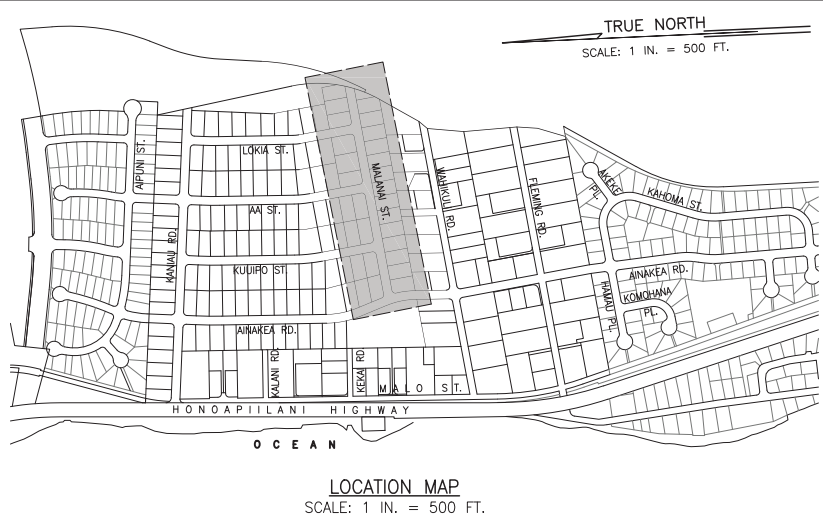 TRUE NORTH
SCALE: 1 IN. = 500 FT.
AIPUNI ST.
LOKIA ST.
MALANAI ST.
WAHIKULI RD.
FLEMING RD.
AKEKE PL.
KAHOMA ST.
AA ST.
KANIAU RD.
KUUIPO ST.
AINAKEA RD.
HAMAU PL.
KOMOHANA
PL.
AINAKEA RD.
KALANI RD.
KEKAI RD.
MALO ST.
HONOAPIILANI HIGHWAY
OCEAN
LOCATION MAP
SCALE: 1 IN. = 500 FT.